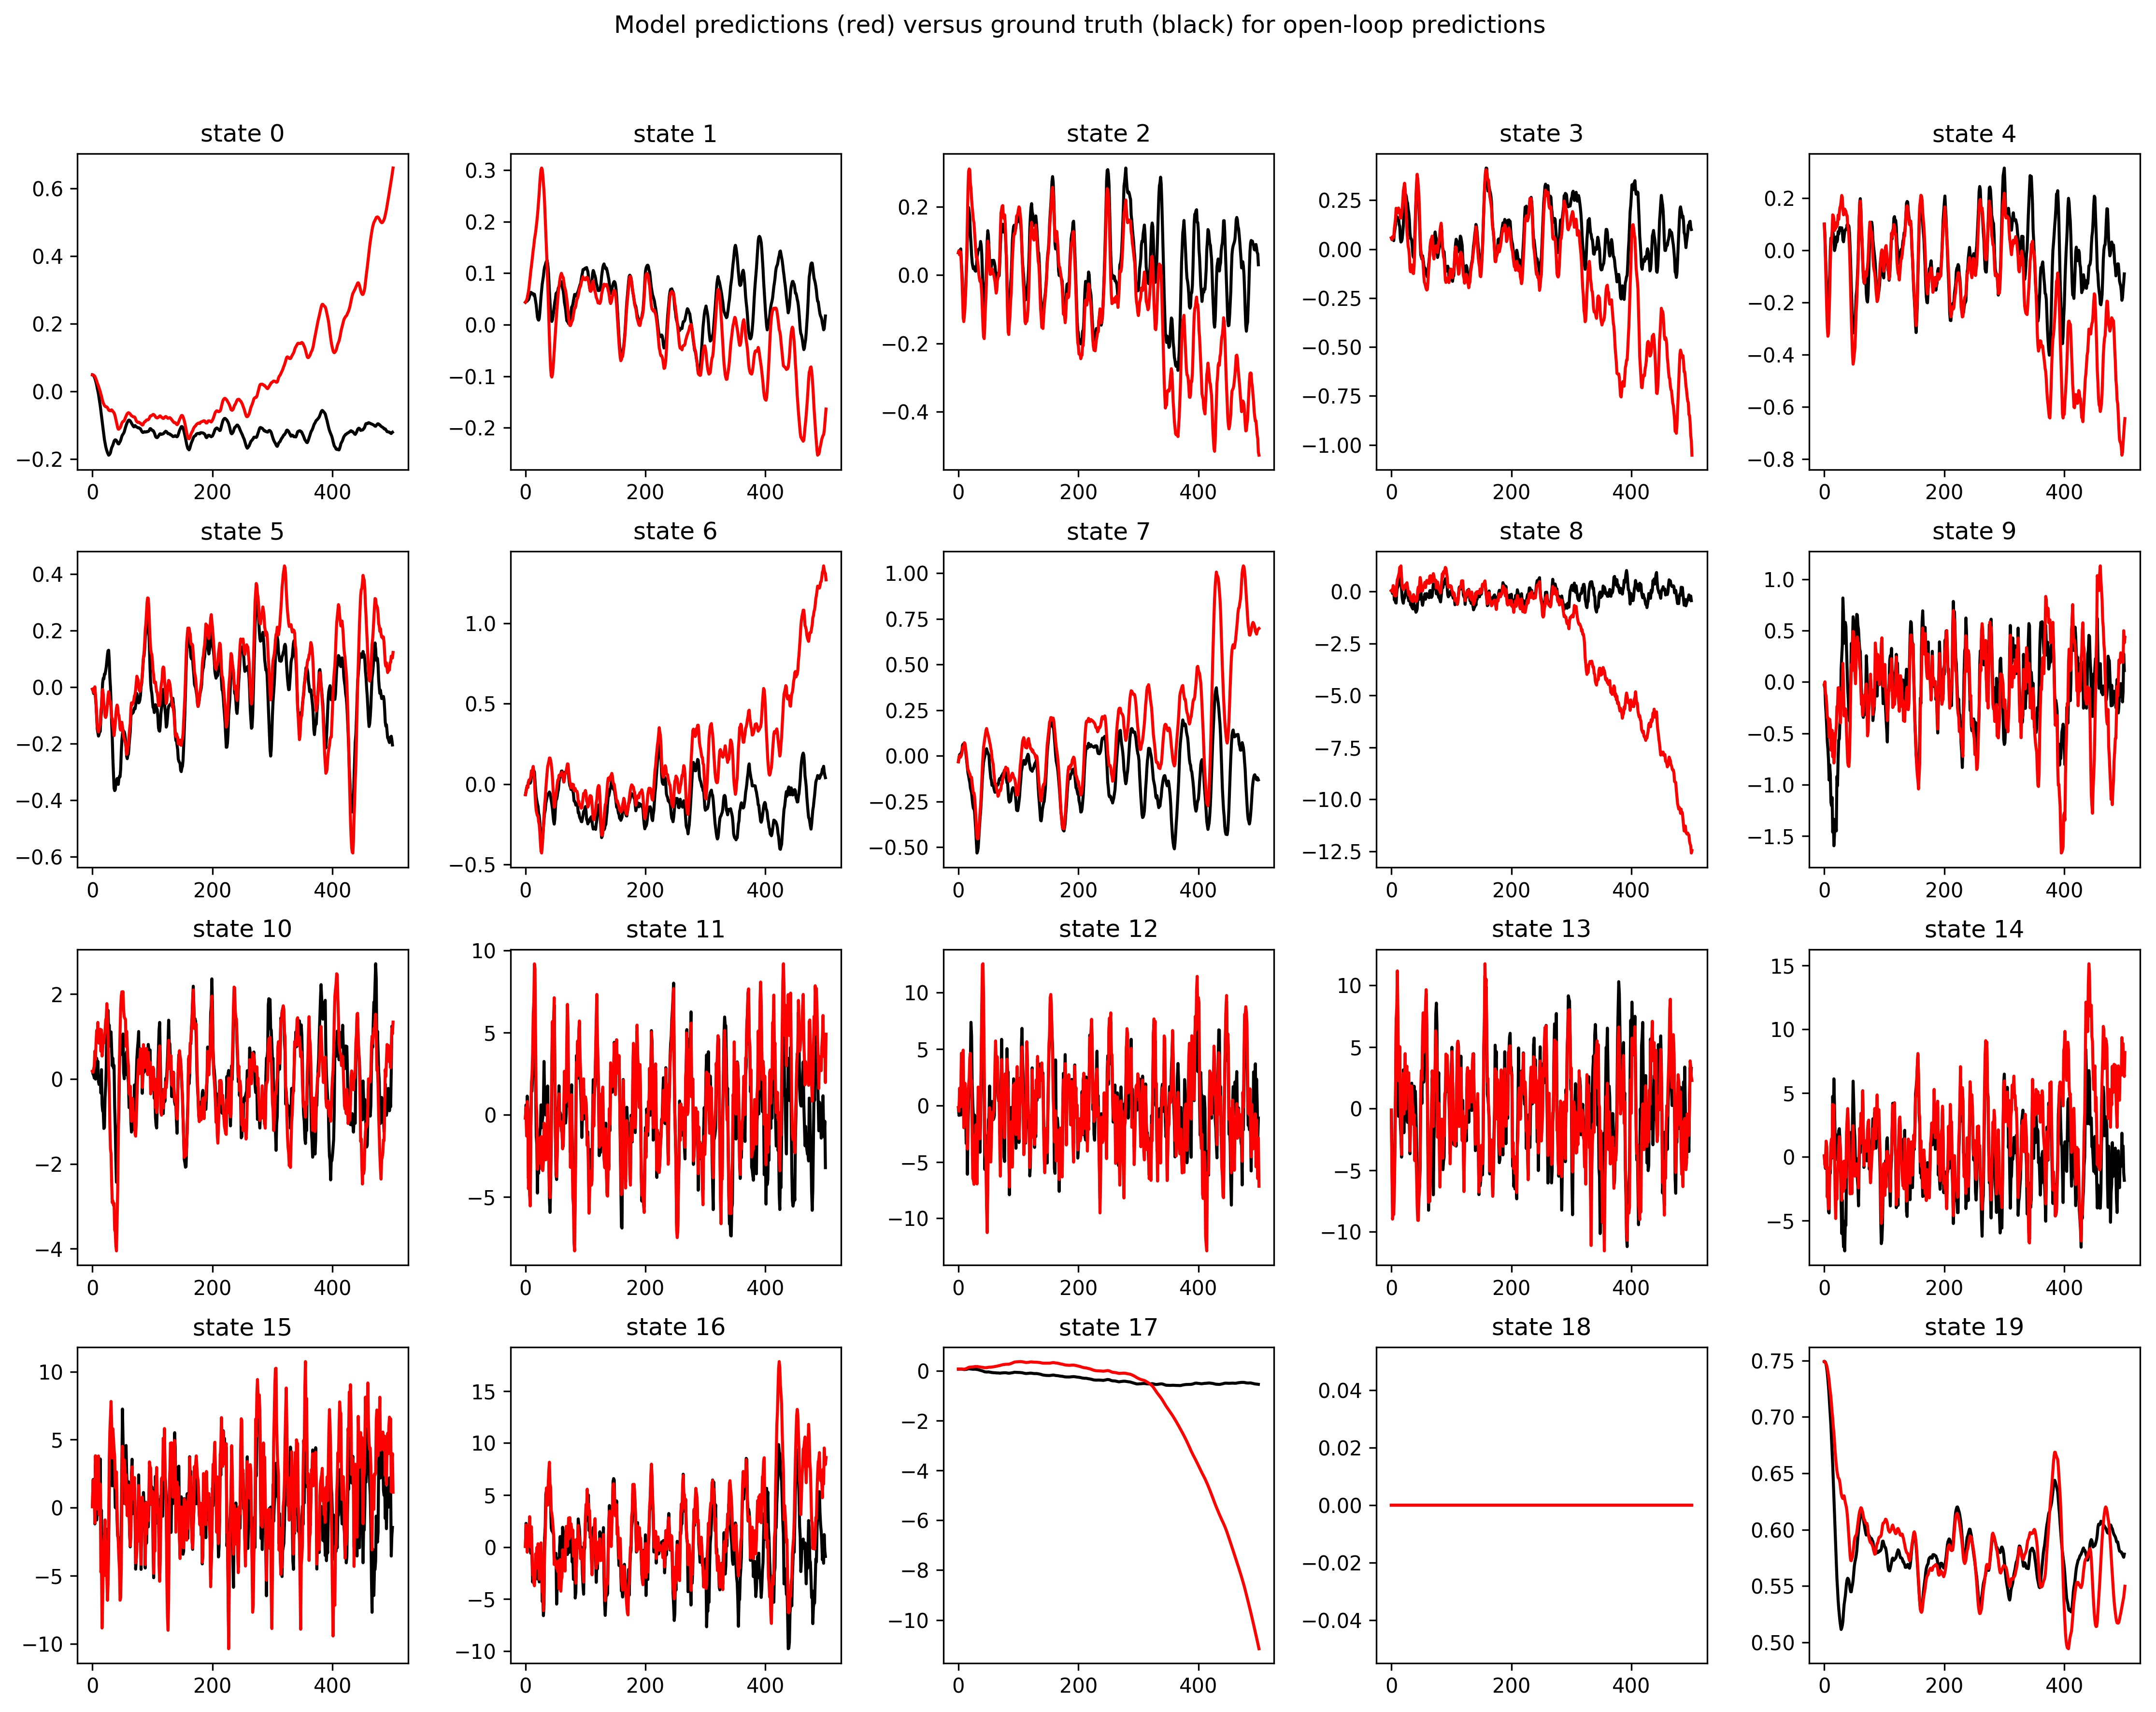 Model predictions (red) versus ground truth (black) for open-loop predictions
state 0 state 1 state 2 state 3 state 4
0.6 0.4 0.2 0.0 −0.2
0.3 0.2 0.1 0.0 −0.1 −0.2
0.2 0.0 −0.2 −0.4
0.25 0.00 −0.25 −0.50 −0.75 −1.00
0.2 0.0 −0.2 −0.4 −0.6 −0.8
0 200 400 0 200 400 0 200 400 0 200 400 0 200 400
state 5 state 6 state 7 state 8 state 9
0.4 0.2 0.0 −0.2 −0.4 −0.6
1.0 0.5 0.0 −0.5
1.00 0.75 0.50 0.25 0.00 −0.25 −0.50
0.0 −2.5 −5.0 −7.5 −10.0 −12.5
1.0 0.5 0.0 −0.5 −1.0 −1.5
0 200 400 0 200 400 0 200 400 0 200 400 0 200 400
state 10 state 11 state 12 state 13 state 14
2 0 −2 −4
10 5 0 −5
10 5 0 −5 −10
10 5 0 −5 −10
15 10 5 0 −5
0 200 400 0 200 400 0 200 400 0 200 400 0 200 400
state 15 state 16 state 17 state 18 state 19
10 5 0 −5 −10
15 10 5 0 −5 −10
0 −2 −4 −6 −8 −10
0.04 0.02 0.00 −0.02 −0.04
0.75 0.70 0.65 0.60 0.55 0.50
0 200 400 0 200 400 0 200 400 0 200 400 0 200 400